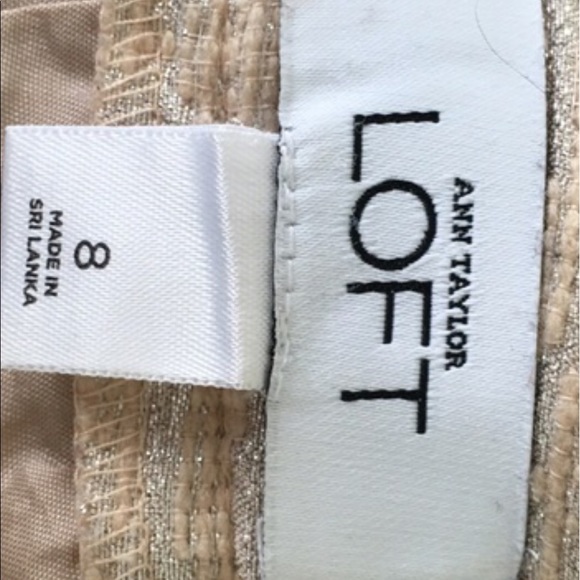 ANN TAYLOR
LOFT
8
MADE IN
SRI LANKA